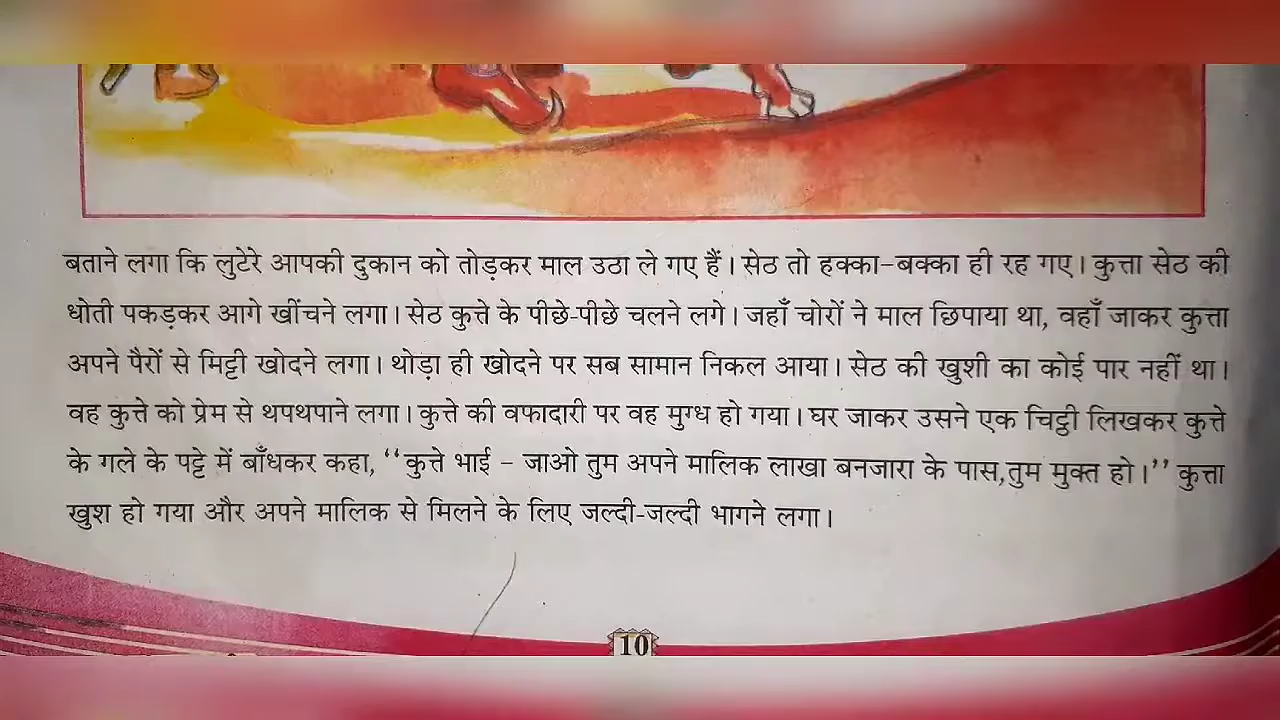 बताने लगा कि लुटेरे आपकी दुकान को तोड़कर माल उठा ले गए हैं। सेठ तो हक्का-बक्का ही रह गए। कुत्ता सेठ की
धोती पकड़कर आगे खींचने लगा। सेठ कुत्ते के पीछे-पीछे चलने लगे। जहाँ चोरों ने माल छिपाया था, वहाँ जाकर कुत्ता
अपने पैरों से मिट्टी खोदने लगा। थोड़ा ही खोदने पर सब सामान निकल आया। सेठ की खुशी का कोई पार नहीं था।
वह कुत्ते को प्रेम से थपथपाने लगा। कुत्ते की वफादारी पर वह मुग्ध हो गया। घर जाकर उसने एक चिट्ठी लिखकर कुत्ते
के गले के पट्टे में बाँधकर कहा, ‘‘कुत्ते भाई – जाओ तुम अपने मालिक लाखा बनजारा के पास,तुम मुक्त हो।’’ कुत्ता
खुश हो गया और अपने मालिक से मिलने के लिए जल्दी-जल्दी भागने लगा।
10